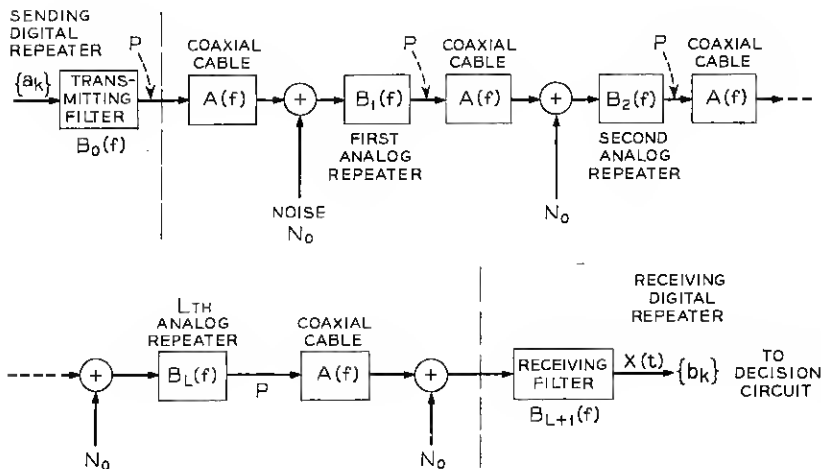 SENDING
DIGITAL
REPEATER
{ak}
TRANS-
MITTING
FILTER
B0(f)
P
COAXIAL
CABLE
A(f)
+
NOISE
N0
B1(f)
FIRST
ANALOG
REPEATER
P
COAXIAL
CABLE
A(f)
+
N0
B2(f)
SECOND
ANALOG
REPEATER
P
COAXIAL
CABLE
A(f)
+
N0
LTH
ANALOG
REPEATER
BL(f)
P
COAXIAL
CABLE
A(f)
+
N0
RECEIVING
DIGITAL
REPEATER
RECEIVING
FILTER
BL+1(f)
X(t)
{bk}
TO
DECISION
CIRCUIT